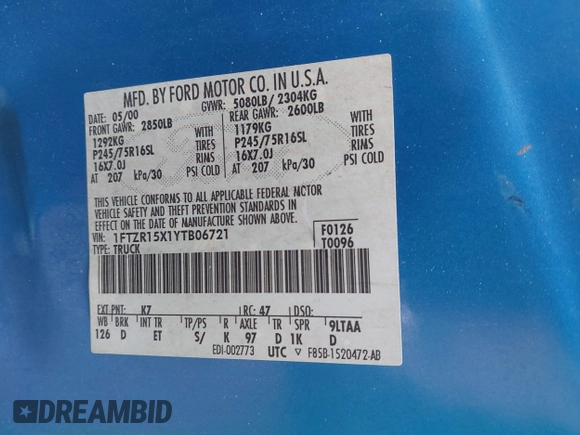 MFD. BY FORD MOTOR CO. IN U.S.A.
DATE: 05/00 GVWR: 5080LB/ 2304KG
FRONT GAWR: 2850LB REAR GAWR: 2600LB
1292KG WITH 1179KG WITH
P245/75R16SL TIRES P245/75R16SL TIRES
16X7.0J RIMS 16X7.0J RIMS
AT 207 kPa/30 PSI COLD AT 207 kPa/30 PSI COLD
THIS VEHICLE CONFORMS TO ALL APPLICABLE FEDERAL MOTOR
VEHICLE SAFETY AND THEFT PREVENTION STANDARDS IN
EFFECT ON THE DATE OF MANUFACTURE SHOWN ABOVE.
VIN: 1FTZR15X1YTB06721 F0126
TYPE: TRUCK T0096
EXT PNT: K7 RC: 47 DSO:
WB BRK INT TR TP/PS R AXLE TR SPR 9LTAA
126 D ET S/ K 97 D 1K D
EDI-002773 UTC F85B-1520472-AB
DREAMBID